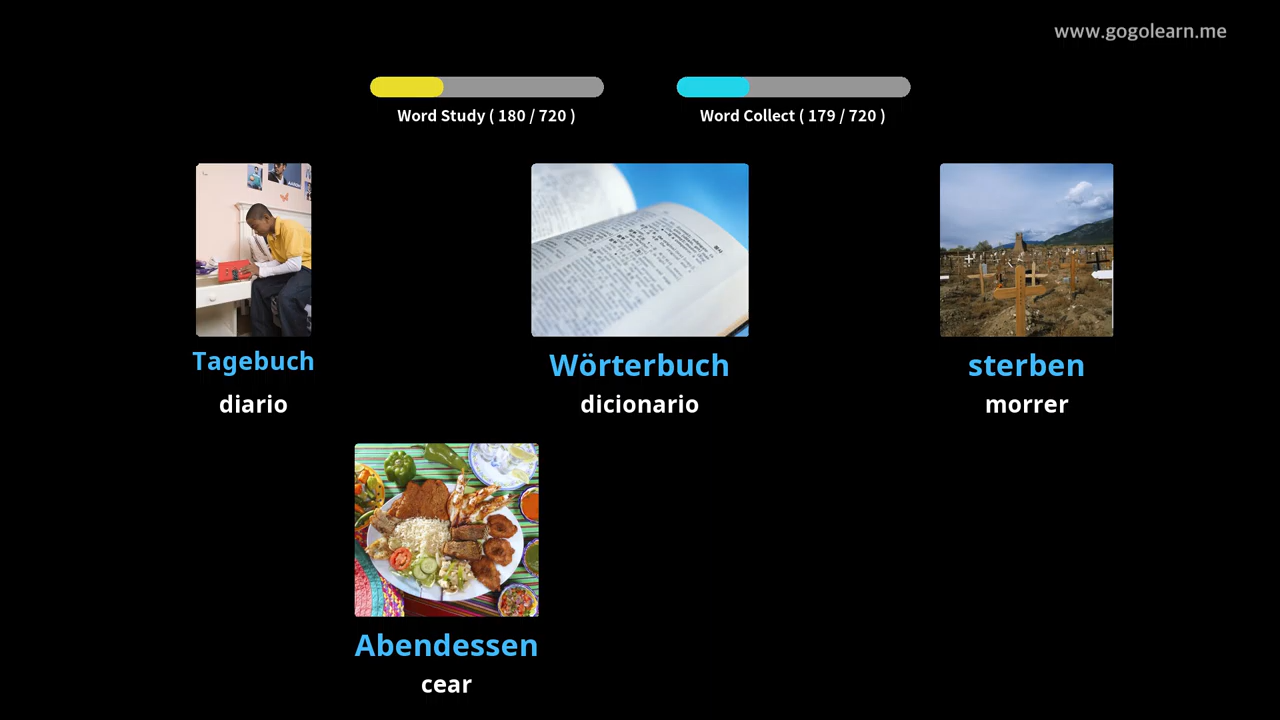 www.gogolearn.me
Word Study ( 180 / 720 )
Word Collect ( 179 / 720 )
Tagebuch
diario
Wörterbuch
dicionario
sterben
morrer
Abendessen
cear